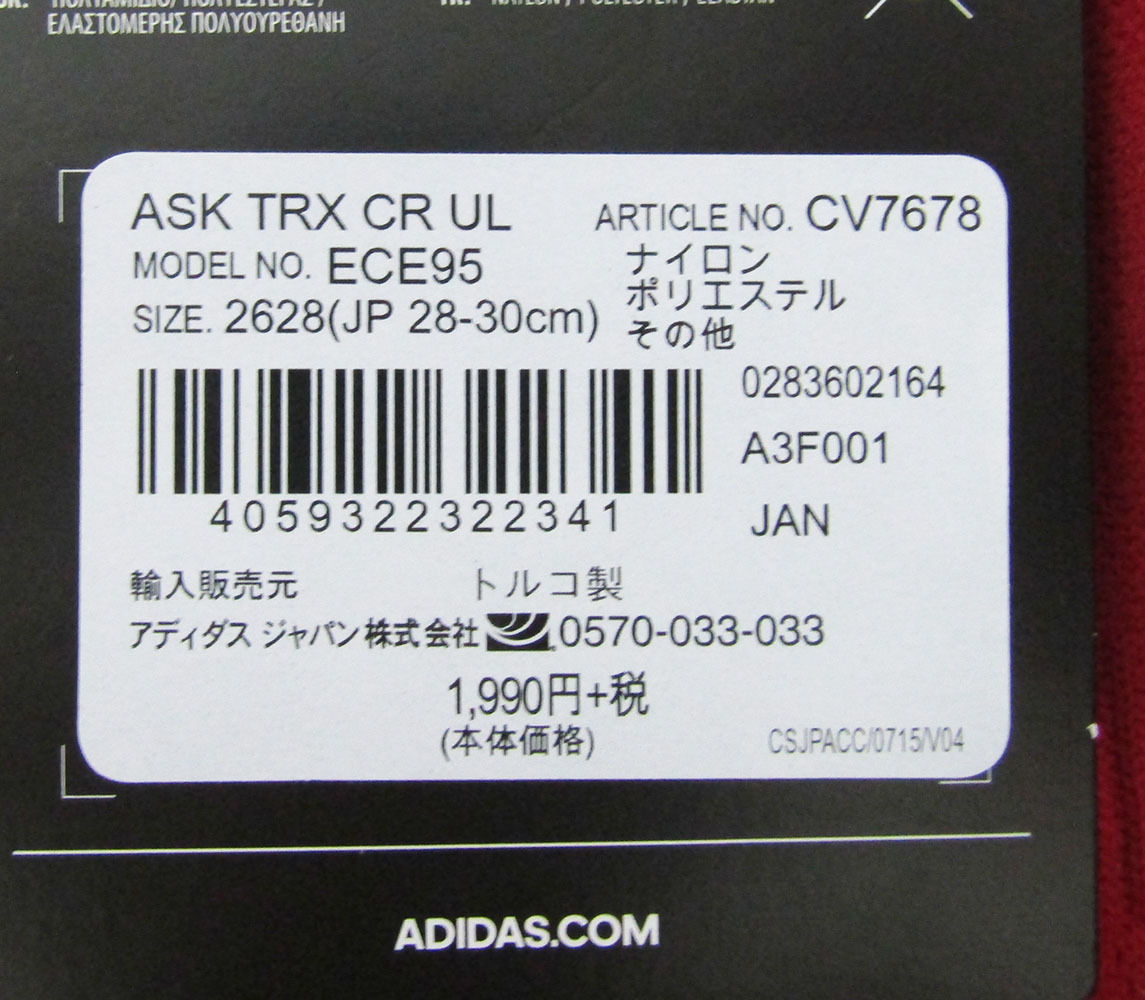 ΕΛΑΣΤΟΜΕΡΗΣ ΠΟΛΥΟΥΡΕΘΑΝΗ
ASK TRX CR UL
ARTICLE NO. CV7678
MODEL NO. ECE95
ナイロン
ポリエステル
SIZE. 2628(JP 28-30cm)
その他
0283602164
A3F001
4059322322341
JAN
輸入販売元
トルコ製
アディダス ジャパン株式会社
0570-033-033
1,990円+税
(本体価格)
CSJPACC/0715/V04
ADIDAS.COM